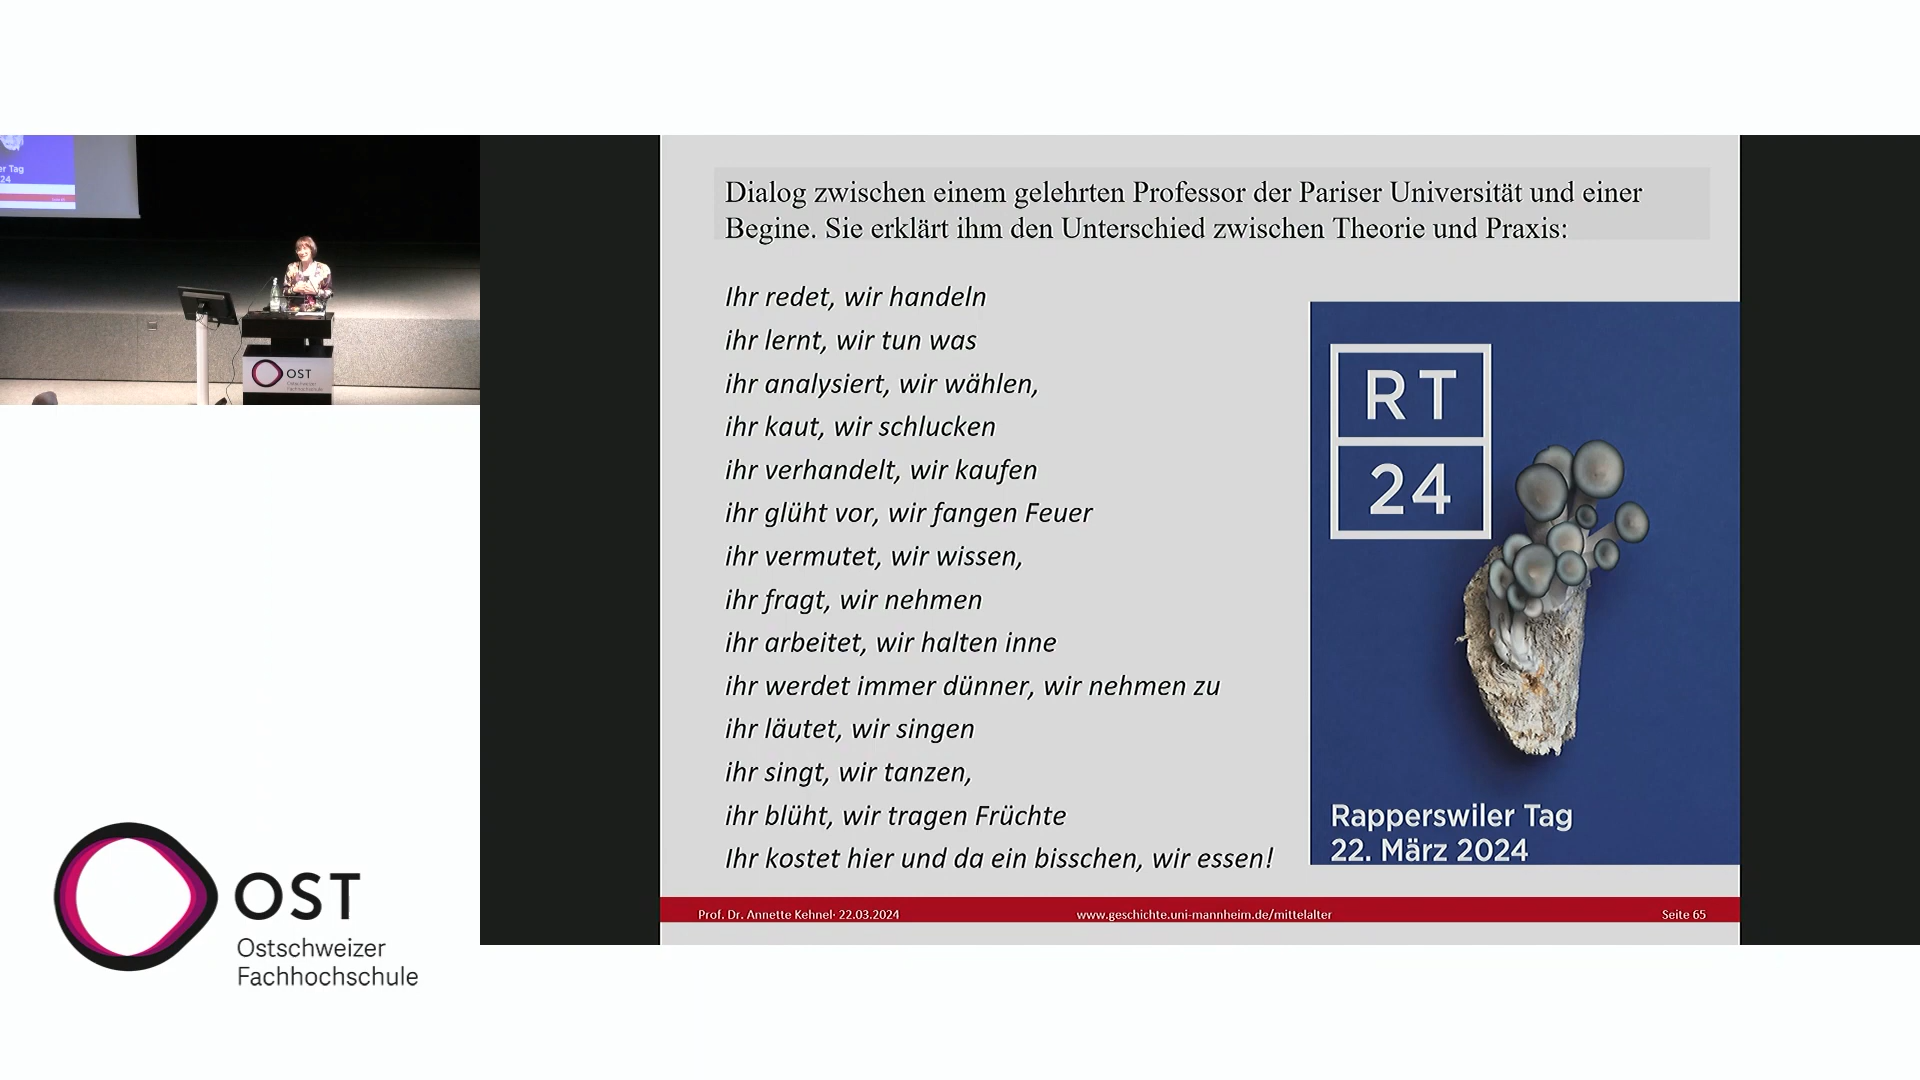 er Tag
24
OST
Ostschweizer
Fachhochschule
Dialog zwischen einem gelehrten Professor der Pariser Universität und einer
Begine. Sie erklärt ihm den Unterschied zwischen Theorie und Praxis:
Ihr redet, wir handeln
ihr lernt, wir tun was
ihr analysiert, wir wählen,
ihr kaut, wir schlucken
ihr verhandelt, wir kaufen
ihr glüht vor, wir fangen Feuer
ihr vermutet, wir wissen,
ihr fragt, wir nehmen
ihr arbeitet, wir halten inne
ihr werdet immer dünner, wir nehmen zu
ihr läutet, wir singen
ihr singt, wir tanzen,
ihr blüht, wir tragen Früchte
Ihr kostet hier und da ein bisschen, wir essen!
RT
24
Rapperswiler Tag
22. März 2024
Prof. Dr. Annette Kehnel· 22.03.2024
www.geschichte.uni-mannheim.de/mittelalter
Seite 65
OST
Ostschweizer
Fachhochschule